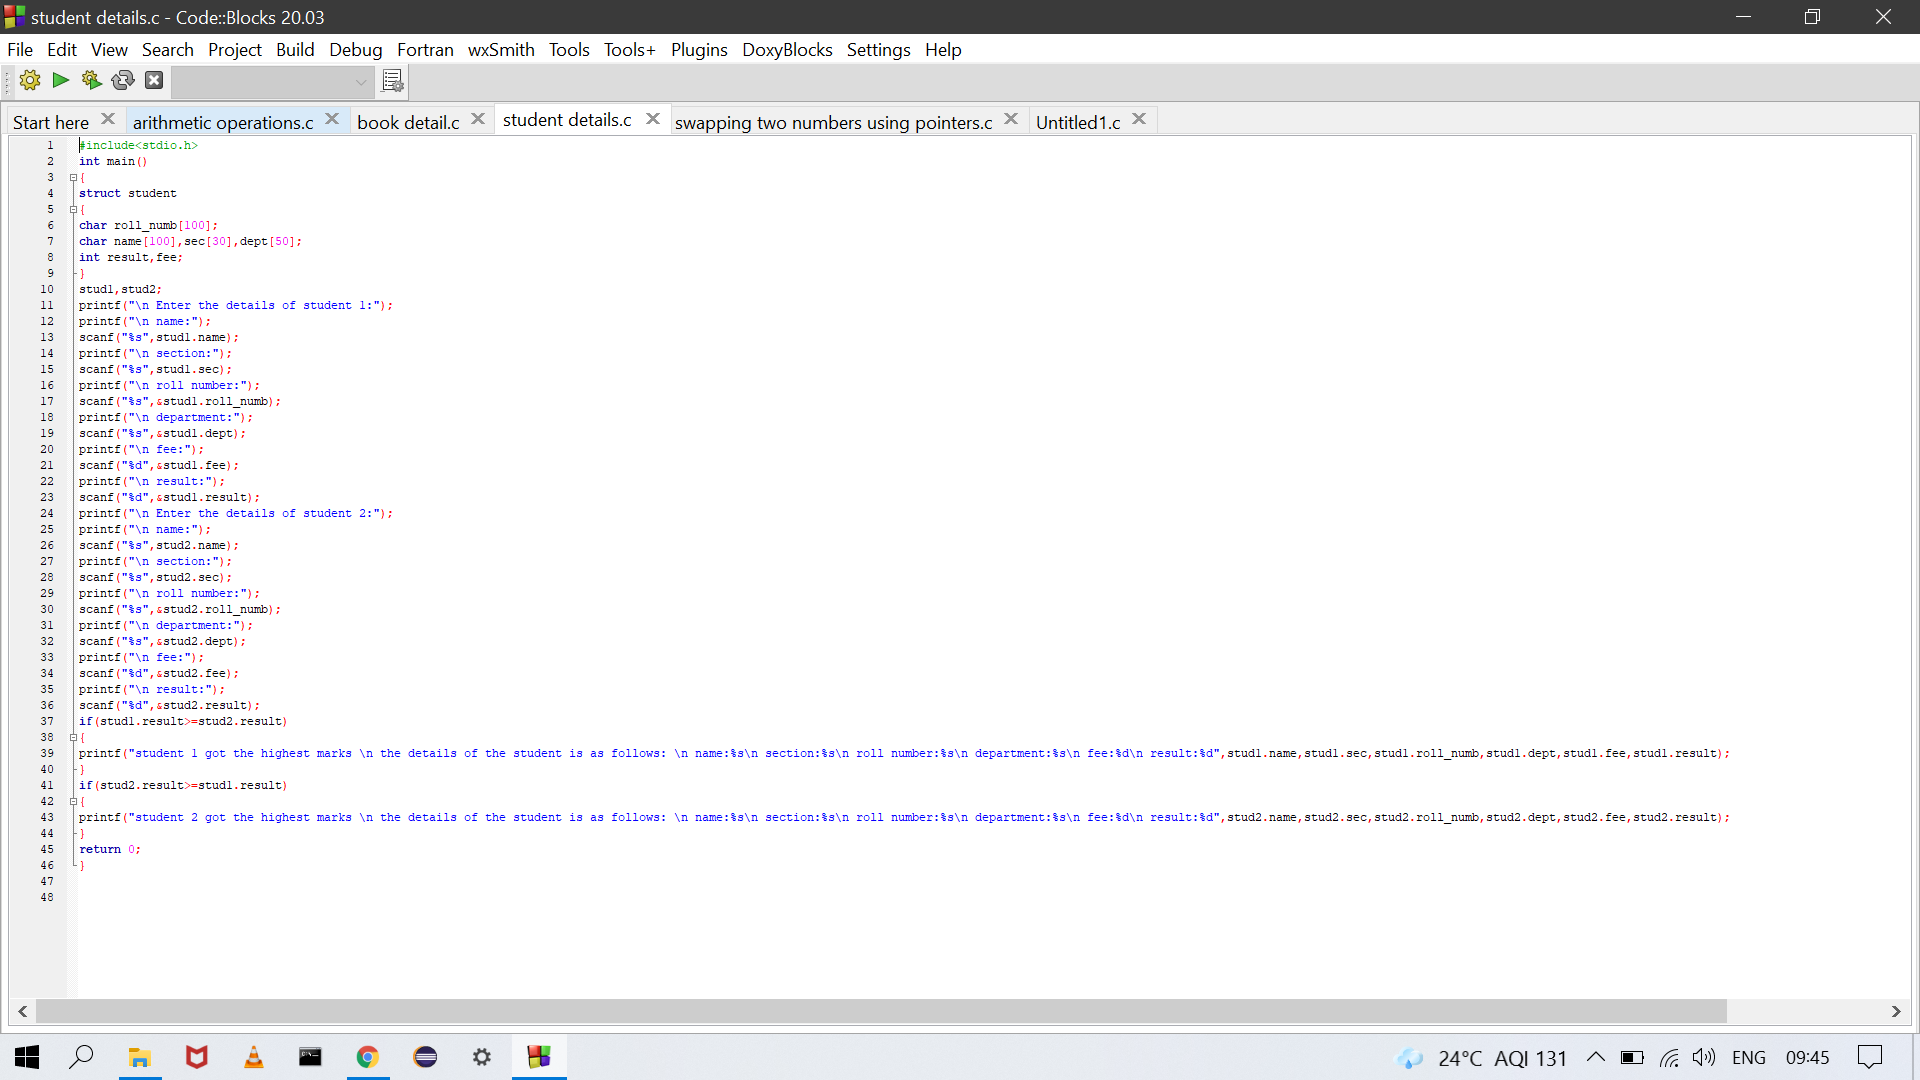 student details.c - Code::Blocks 20.03
File Edit View Search Project Build Debug Fortran wxSmith Tools Tools+ Plugins DoxyBlocks Settings Help
Start here arithmetic operations.c book detail.c student details.c swapping two numbers using pointers.c Untitled1.c
1 #include<stdio.h>
2 int main()
3 {
4 struct student
5 {
6 char roll_numb[100];
7 char name[100],sec[30],dept[50];
8 int result,fee;
9 }
10 stud1,stud2;
11 printf("\n Enter the details of student 1:");
12 printf("\n name:");
13 scanf("%s",stud1.name);
14 printf("\n section:");
15 scanf("%s",stud1.sec);
16 printf("\n roll number:");
17 scanf("%s",&stud1.roll_numb);
18 printf("\n department:");
19 scanf("%s",&stud1.dept);
20 printf("\n fee:");
21 scanf("%d",&stud1.fee);
22 printf("\n result:");
23 scanf("%d",&stud1.result);
24 printf("\n Enter the details of student 2:");
25 printf("\n name:");
26 scanf("%s",stud2.name);
27 printf("\n section:");
28 scanf("%s",stud2.sec);
29 printf("\n roll number:");
30 scanf("%s",&stud2.roll_numb);
31 printf("\n department:");
32 scanf("%s",&stud2.dept);
33 printf("\n fee:");
34 scanf("%d",&stud2.fee);
35 printf("\n result:");
36 scanf("%d",&stud2.result);
37 if(stud1.result>=stud2.result)
38 {
39 printf("student 1 got the highest marks \n the details of the student is as follows: \n name:%s\n section:%s\n roll number:%s\n department:%s\n fee:%d\n result:%d",stud1.name,stud1.sec,stud1.roll_numb,stud1.dept,stud1.fee,stud1.result);
40 }
41 if(stud2.result>=stud1.result)
42 {
43 printf("student 2 got the highest marks \n the details of the student is as follows: \n name:%s\n section:%s\n roll number:%s\n department:%s\n fee:%d\n result:%d",stud2.name,stud2.sec,stud2.roll_numb,stud2.dept,stud2.fee,stud2.result);
44 }
45 return 0;
46 }
47
48
24°C AQI 131 ENG 09:45